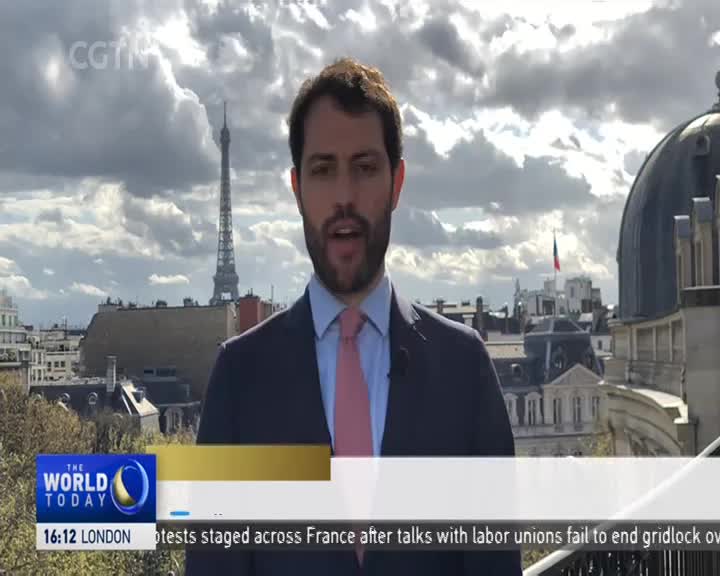 CGTN
THE
WORLD
TODAY
16:12 LONDON
otests staged across France after talks with labor unions fail to end gridlock ov